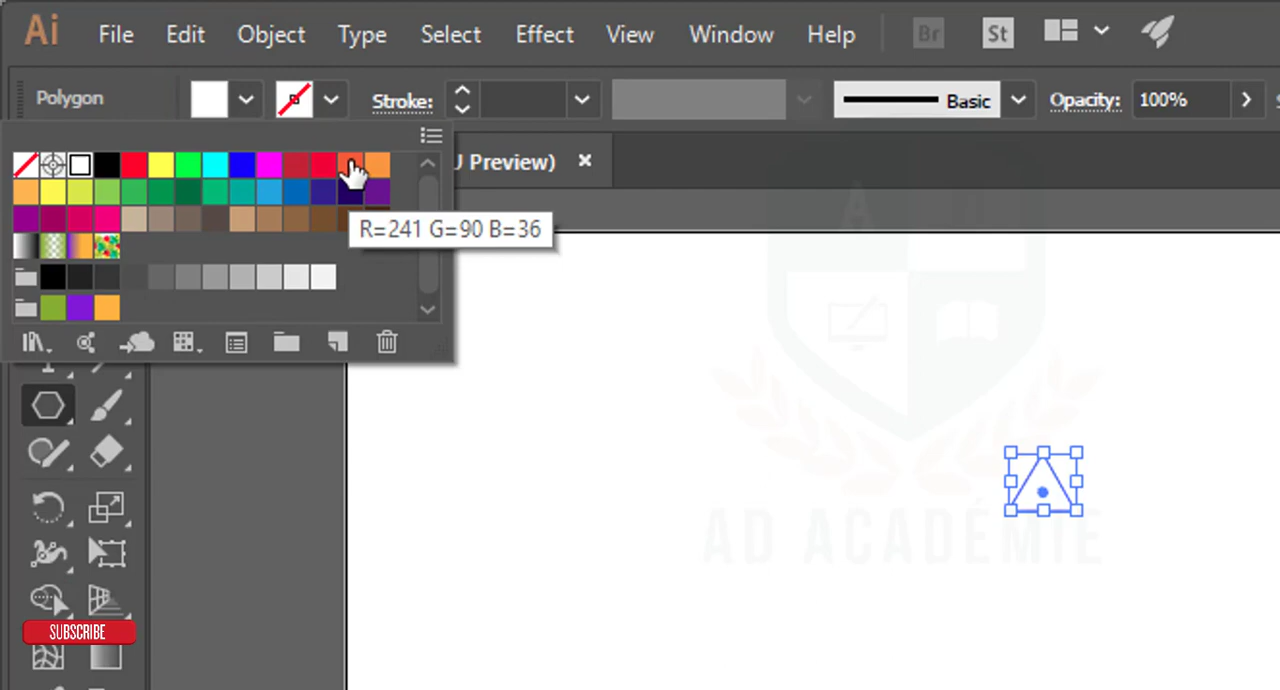 Ai File Edit Object Type Select Effect View Window Help Br St
Polygon Stroke: Basic Opacity: 100%
U Preview) ×
R=241 G=90 B=36
A
AD ACADÉMIE
SUBSCRIBE